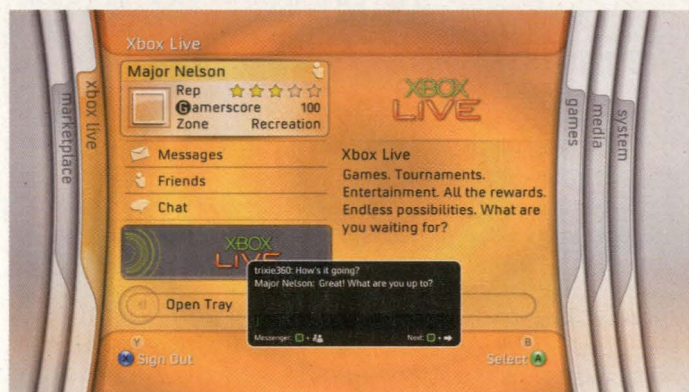 Xbox Live
Major Nelson
Rep
Gamerscore 100
Zone Recreation
Messages
Friends
Chat
XBOX
LIVE
Open Tray
Y
X Sign Out
marketplace
xbox live
XBOX
LIVE
Xbox Live
Games. Tournaments.
Entertainment. All the rewards.
Endless possibilities. What are
you waiting for?
trixie360: How's it going?
Major Nelson: Great! What are you up to?
Messenger:
Next:
B
Select A
games
media
system